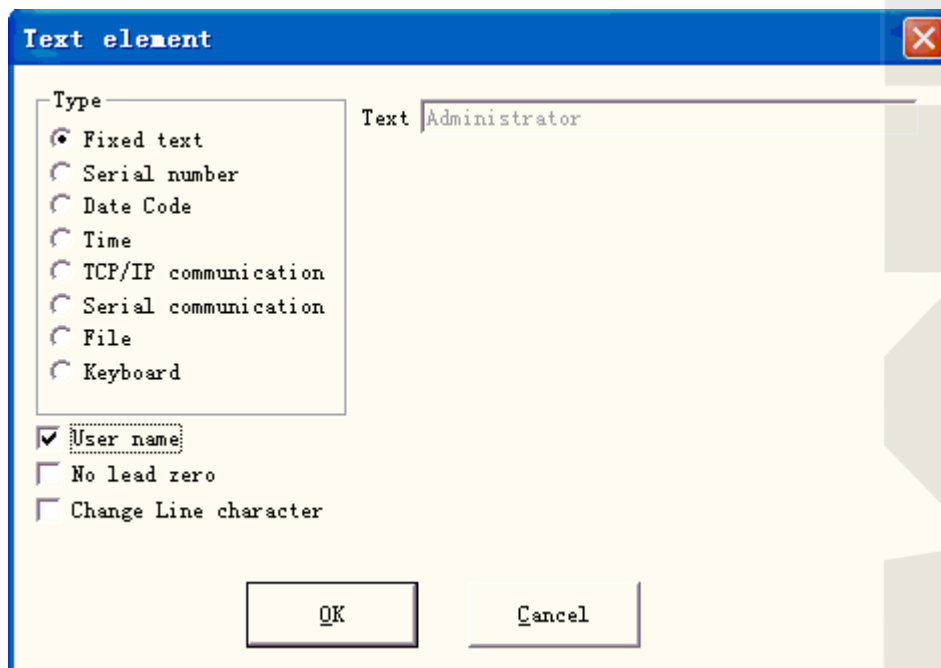 Text element
Type
Fixed text
Serial number
Date Code
Time
TCP/IP communication
Serial communication
File
Keyboard
Text Administrator
User name
No lead zero
Change Line character
OK Cancel